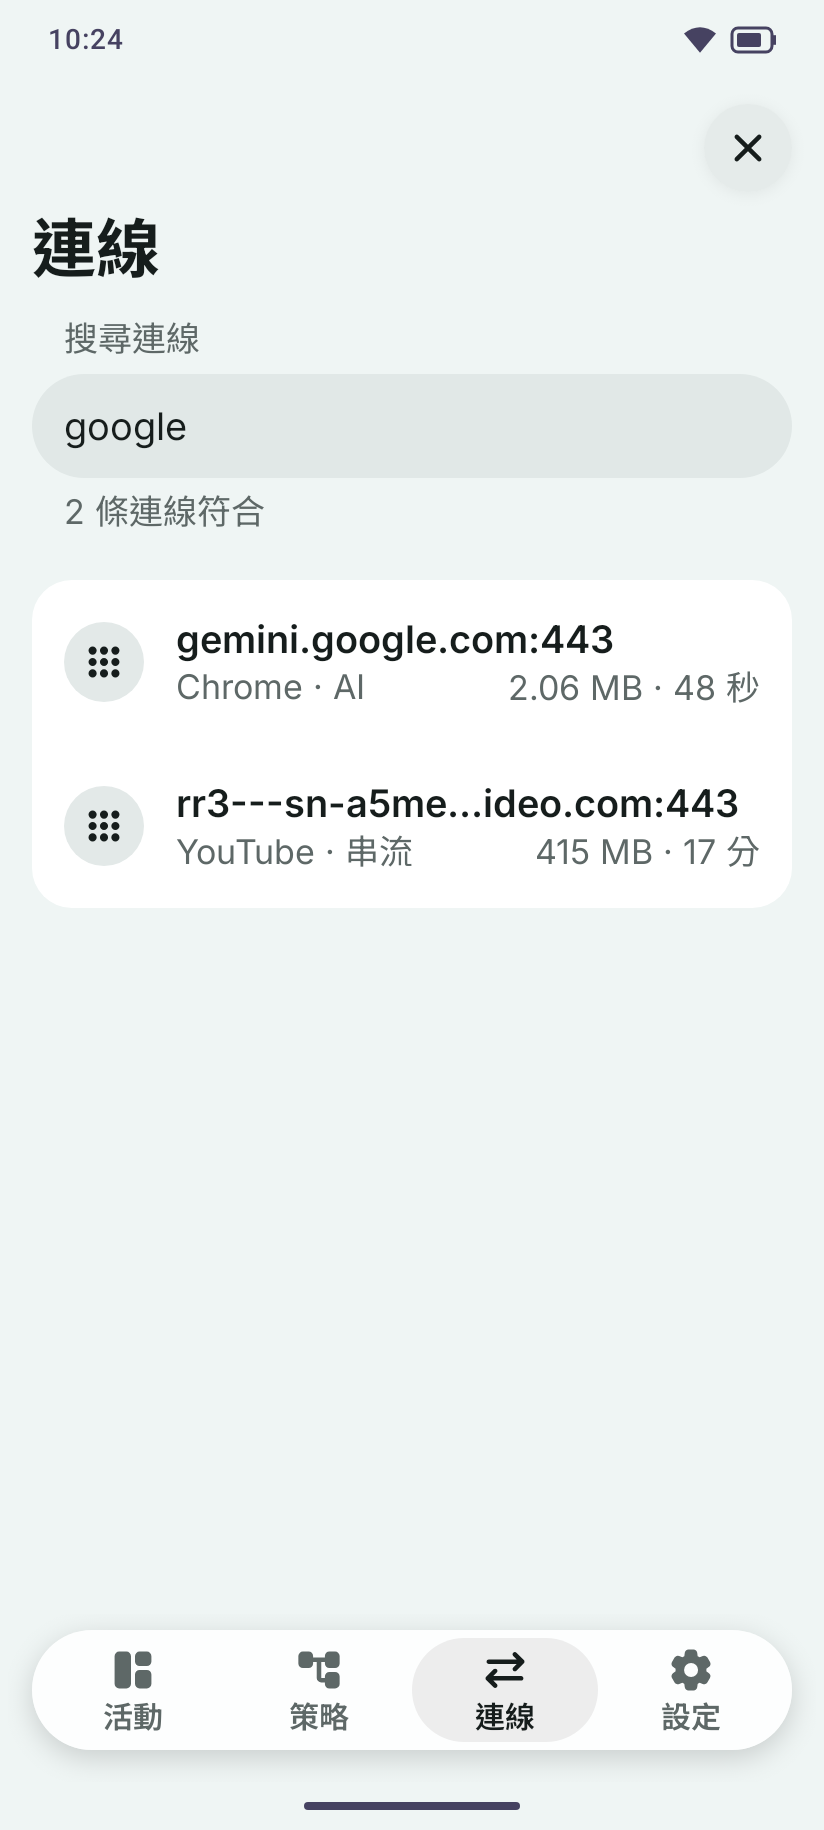 10:24
連線
搜尋連線
google
2 條連線符合
gemini.google.com:443
Chrome · AI 2.06 MB · 48 秒
rr3---sn-a5me...ideo.com:443
YouTube · 串流 415 MB · 17 分
活動 策略 連線 設定